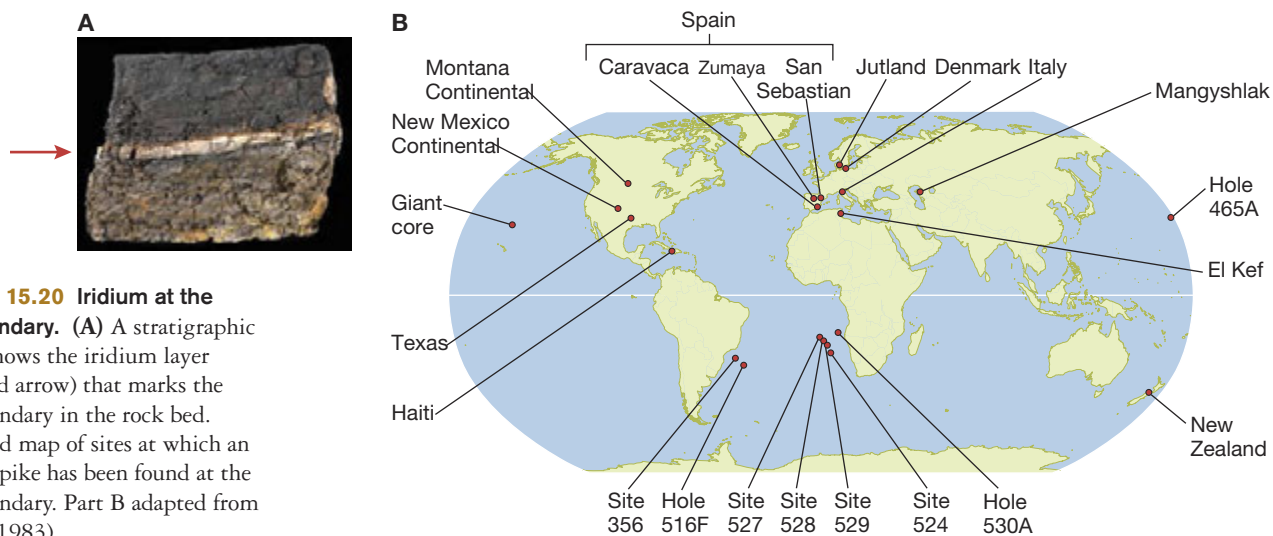 A
15.20 Iridium at the
ndary. (A) A stratigraphic
hows the iridium layer
d arrow) that marks the
undary in the rock bed.
d map of sites at which an
pike has been found at the
ndary. Part B adapted from
1983)
B
Spain
Montana
Continental
Caravaca
Zumaya
San
Sebastian
Jutland
Denmark
Italy
Mangyshlak
New Mexico
Continental
Giant
core
Hole
465A
El Kef
Texas
Haiti
New
Zealand
Site
356
Hole
516F
Site
527
Site
528
Site
529
Site
524
Hole
530A